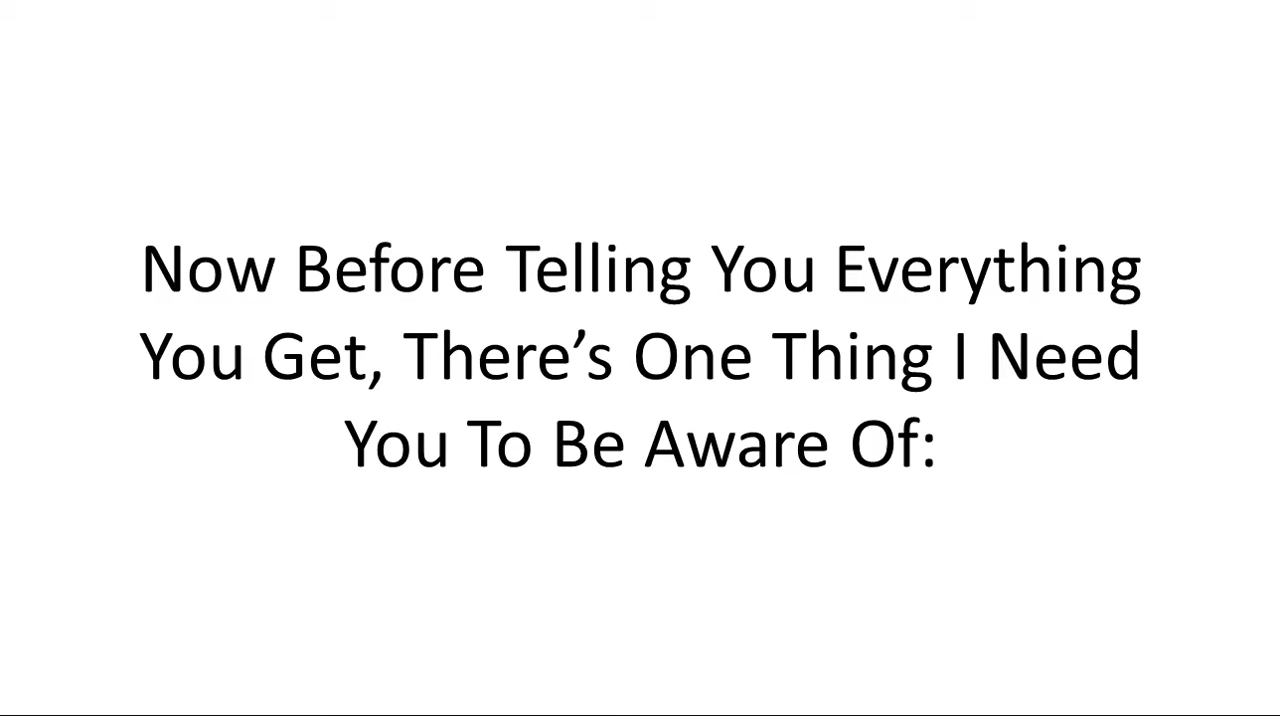 Now Before Telling You Everything
You Get, There’s One Thing I Need
You To Be Aware Of: